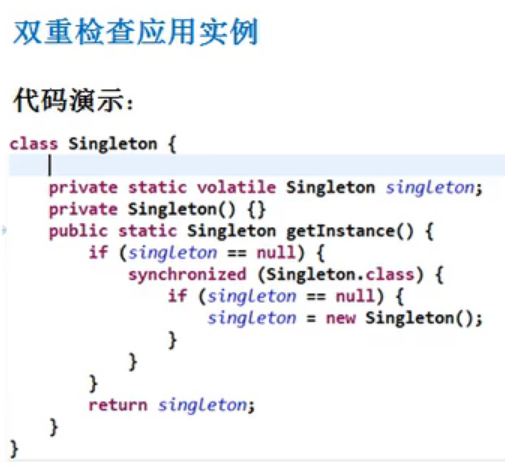 双重检查应用实例
代码演示：
class Singleton {
    private static volatile Singleton singleton;
    private Singleton() {}
    public static Singleton getInstance() {
        if (singleton == null) {
            synchronized (Singleton.class) {
                if (singleton == null) {
                    singleton = new Singleton();
                }
            }
        }
        return singleton;
    }
}